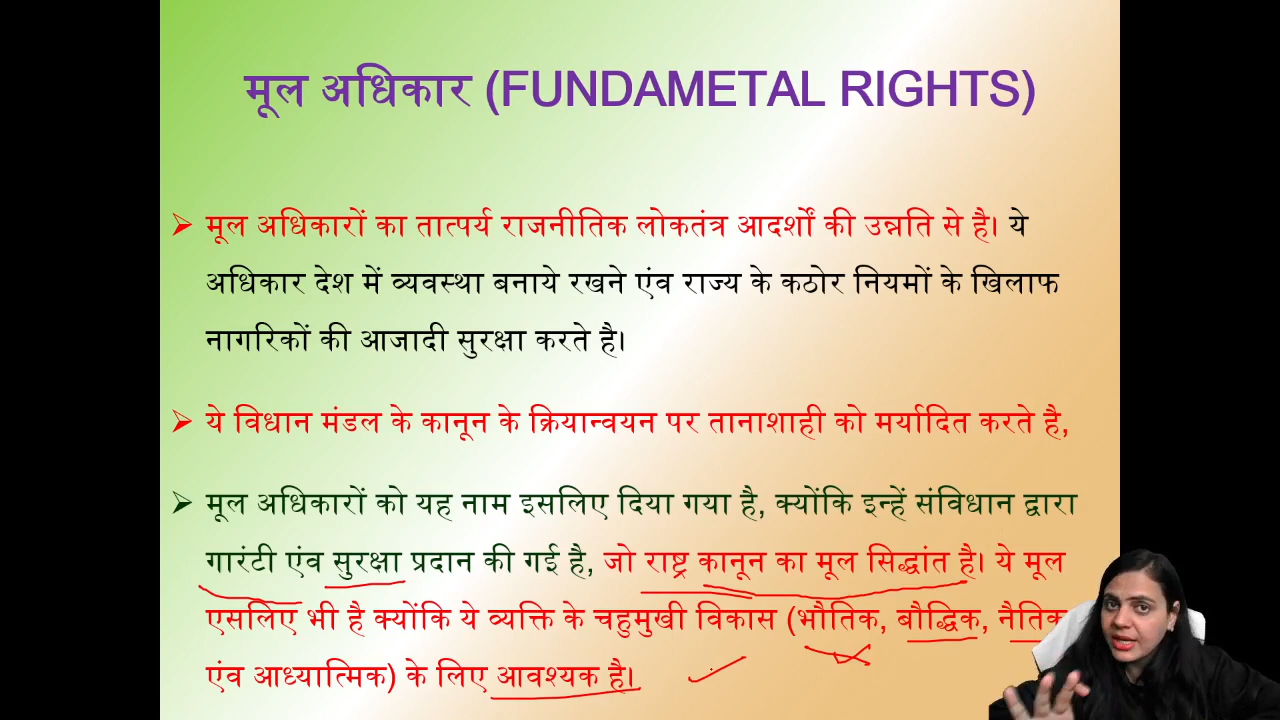 मूल अधिकार (FUNDAMETAL RIGHTS)
मूल अधिकारों का तात्पर्य राजनीतिक लोकतंत्र आदर्शों की उन्नति से है। ये
अधिकार देश में व्यवस्था बनाये रखने एंव राज्य के कठोर नियमों के खिलाफ
नागरिकों की आजादी सुरक्षा करते है।
ये विधान मंडल के कानून के क्रियान्वयन पर तानाशाही को मर्यादित करते है,
मूल अधिकारों को यह नाम इसलिए दिया गया है, क्योंकि इन्हें संविधान द्वारा
गारंटी एंव सुरक्षा प्रदान की गई है, जो राष्ट्र कानून का मूल सिद्धांत है। ये मूल
एसलिए भी है क्योंकि ये व्यक्ति के चहुमुखी विकास (भौतिक, बौद्धिक, नैतिक
एंव आध्यात्मिक) के लिए आवश्यक है।